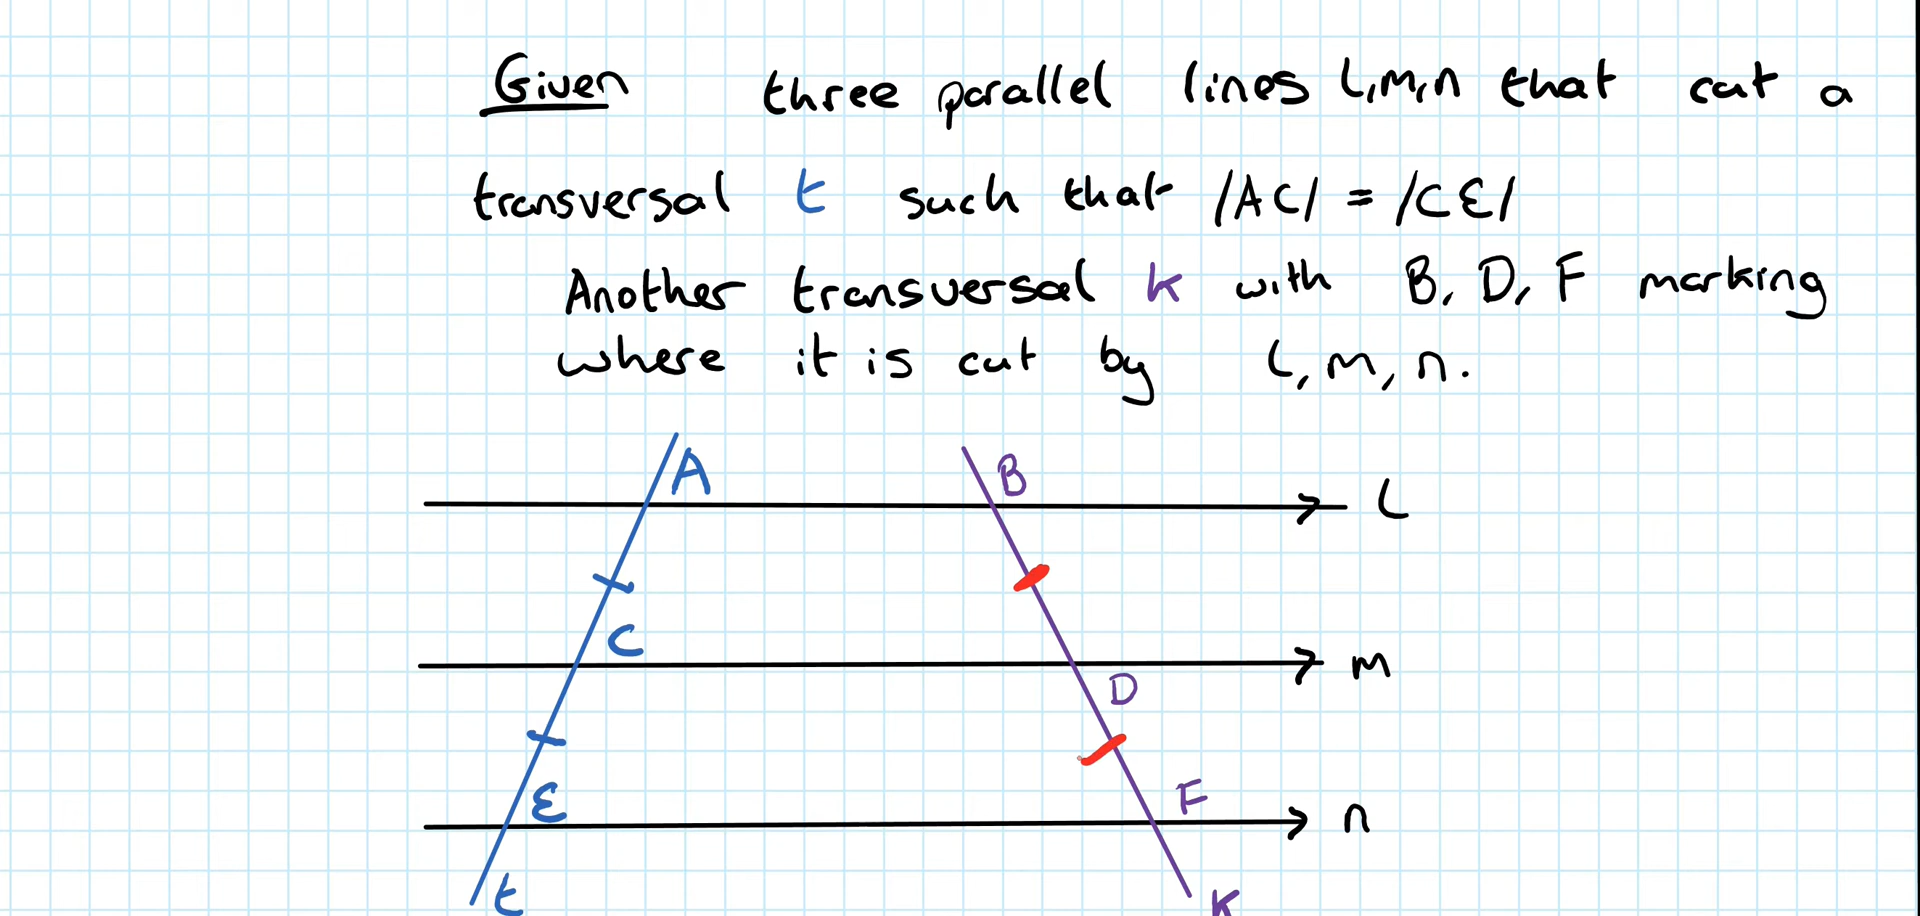 Given three parallel lines l, m, n that cut a
transversal t such that |AC| = |CE|
Another transversal k with B, D, F marking
where it is cut by l, m, n.
A
B
l
C
m
D
E
F
n
t
k